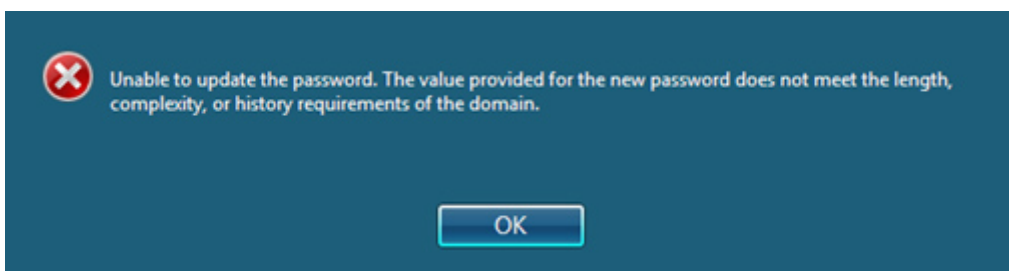 Unable to update the password. The value provided for the new password does not meet the length,
complexity, or history requirements of the domain.
OK